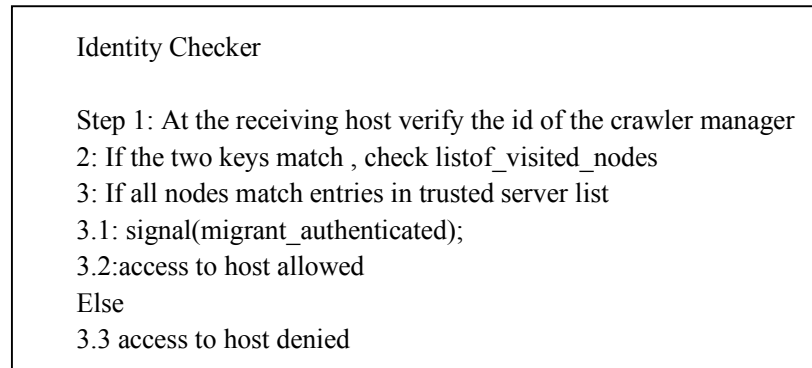 Identity Checker
Step 1: At the receiving host verify the id of the crawler manager
2: If the two keys match , check listof_visited_nodes
3: If all nodes match entries in trusted server list
3.1: signal(migrant_authenticated);
3.2:access to host allowed
Else
3.3 access to host denied